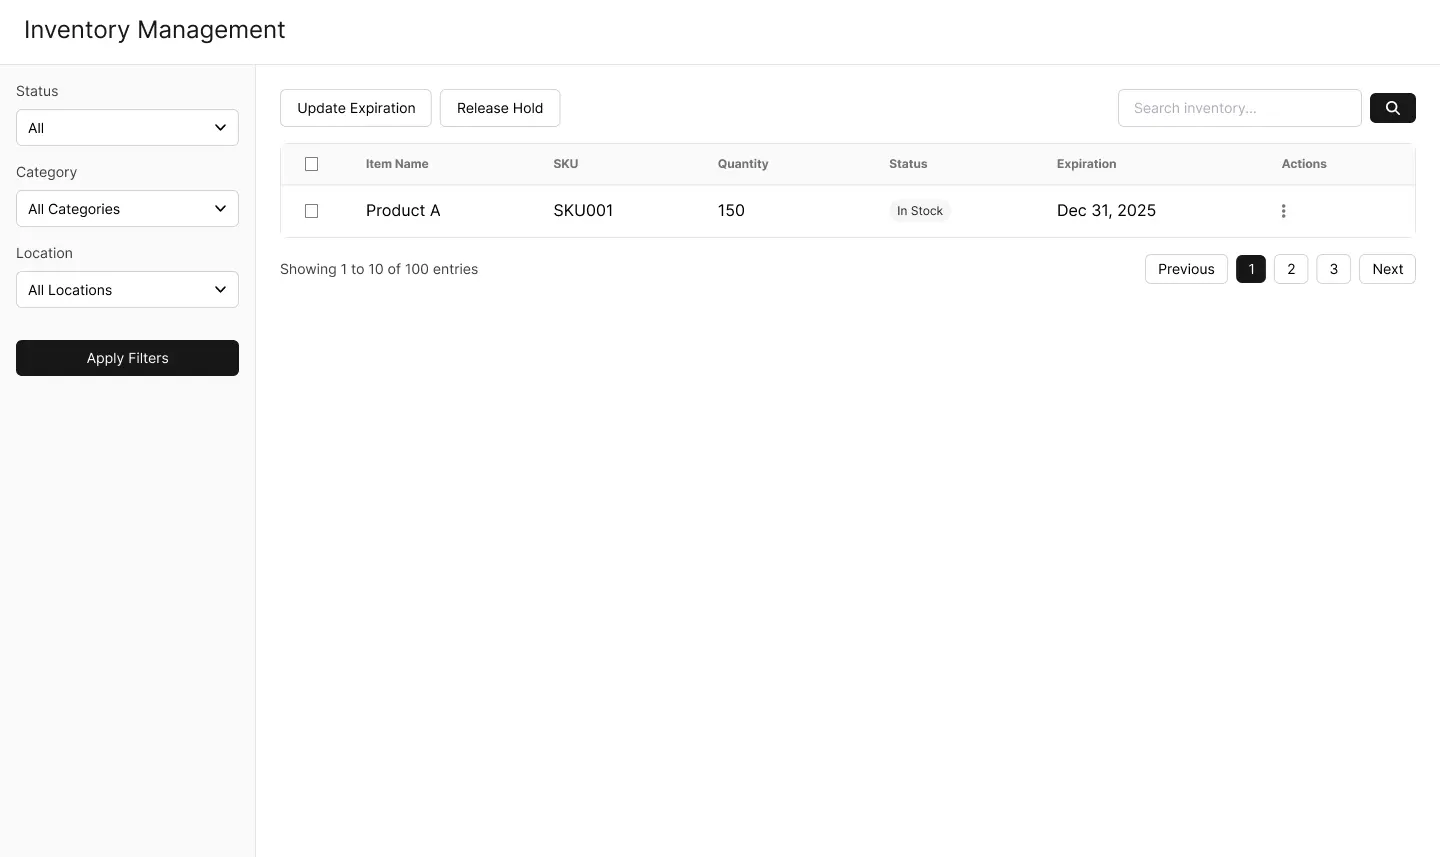 Inventory Management
Status
All
Category
All Categories
Location
All Locations
Apply Filters
Update Expiration Release Hold Search inventory...
Item Name SKU Quantity Status Expiration Actions
Product A SKU001 150 In Stock Dec 31, 2025
Showing 1 to 10 of 100 entries Previous 1 2 3 Next